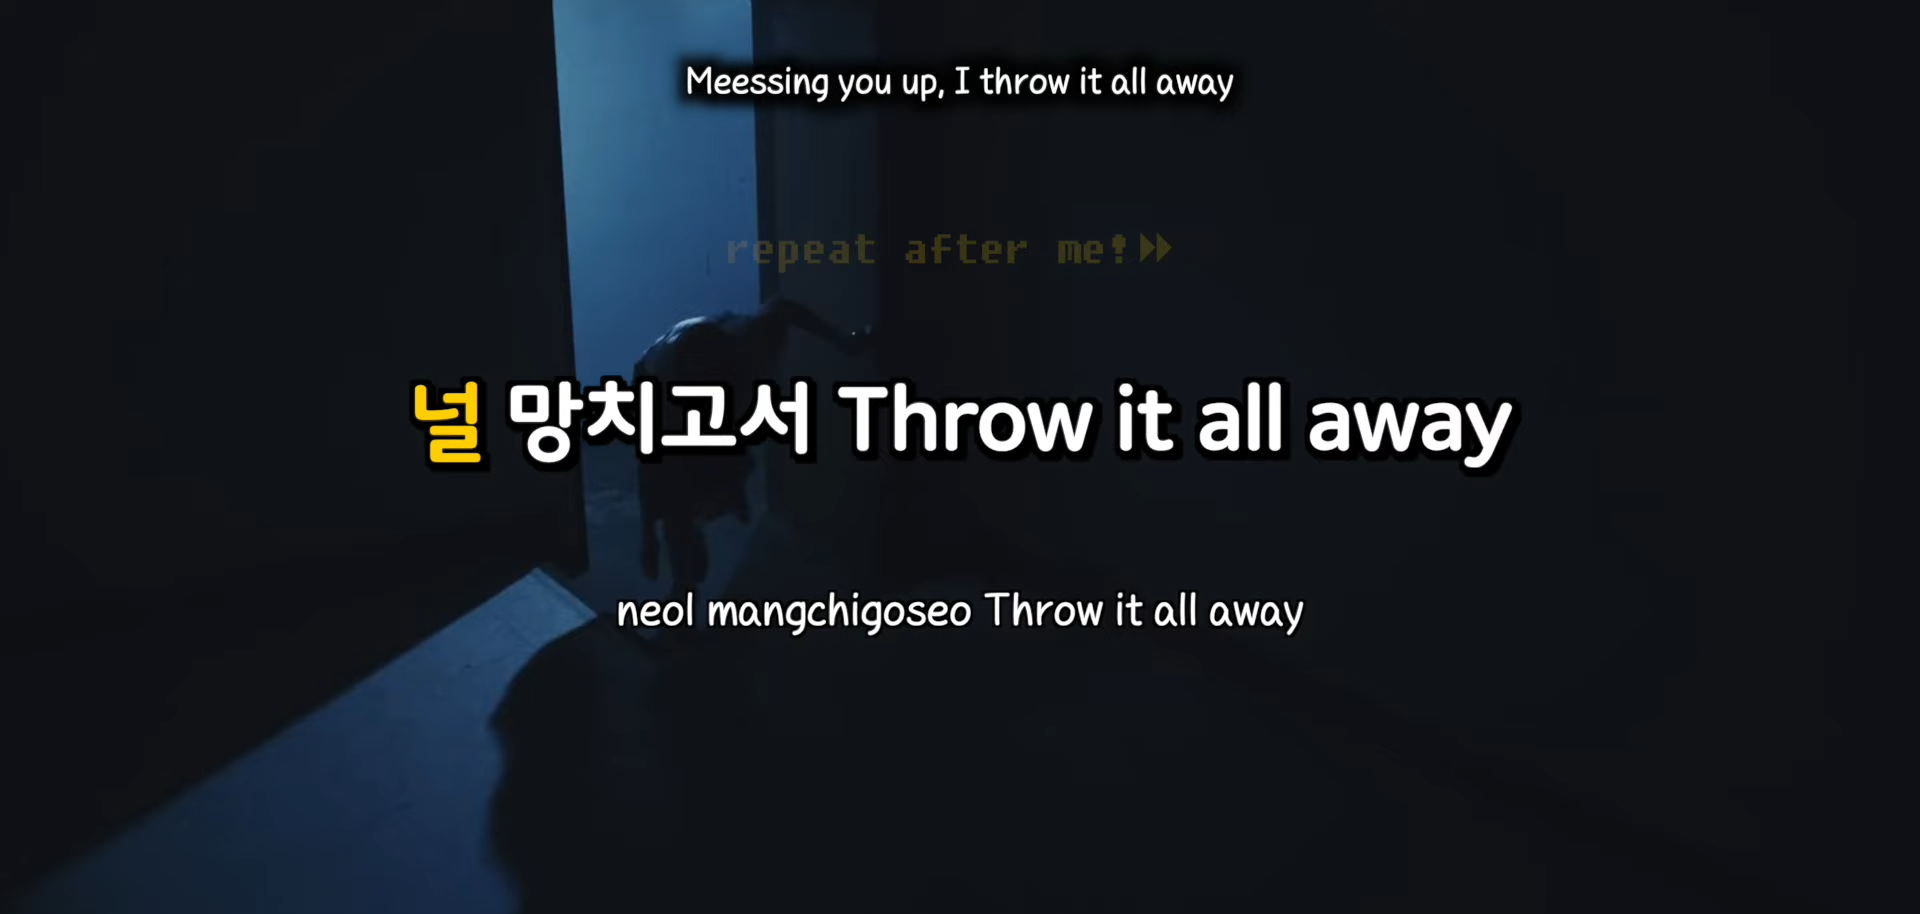 Meessing you up, I throw it all away
repeat after me!
널 망치고서 Throw it all away
neol mangchigoseo Throw it all away